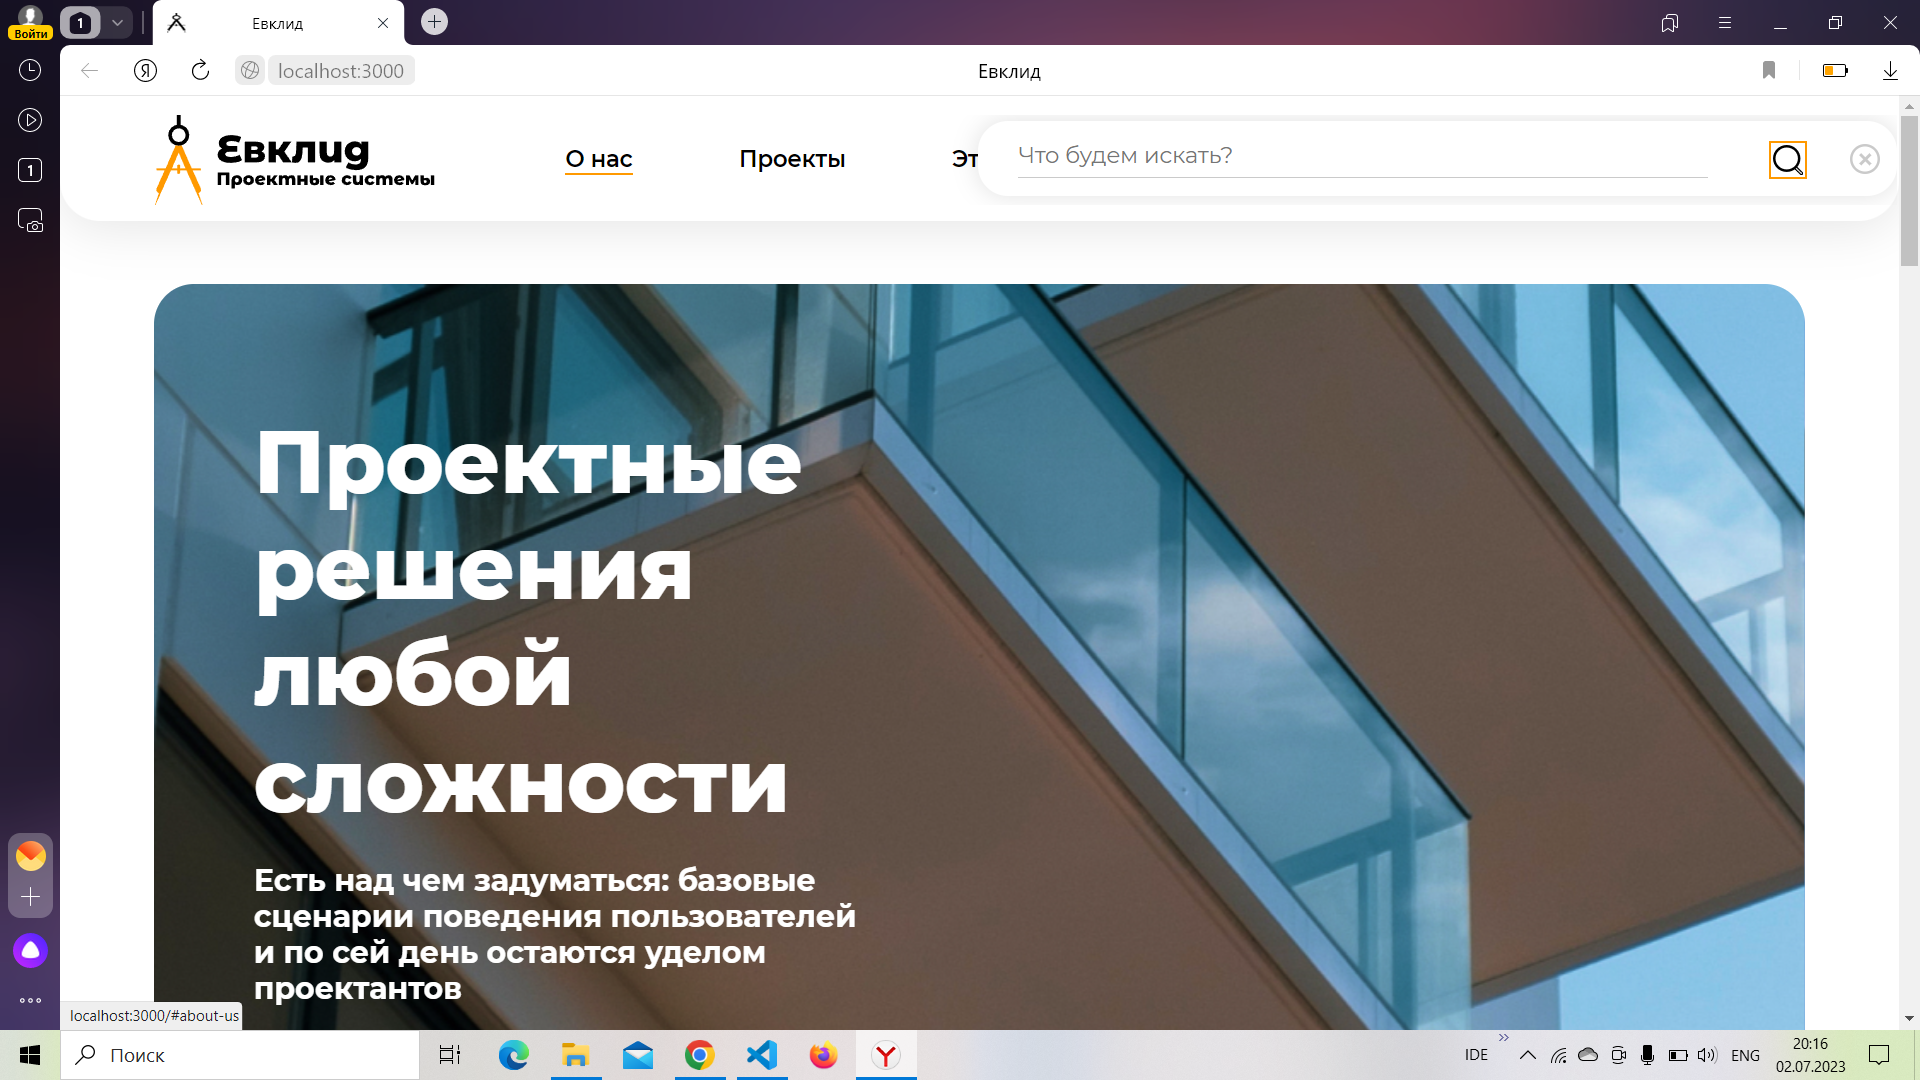 Войти
1
Евклид
localhost:3000
Евклид
1
Евклид
Проектные системы
О нас
Проекты
Эт
Что будем искать?
Проектные
решения
любой
сложности
Есть над чем задуматься: базовые
сценарии поведения пользователей
и по сей день остаются уделом
проектантов
localhost:3000/#about-us
Поиск
IDE
ENG
20:16
02.07.2023